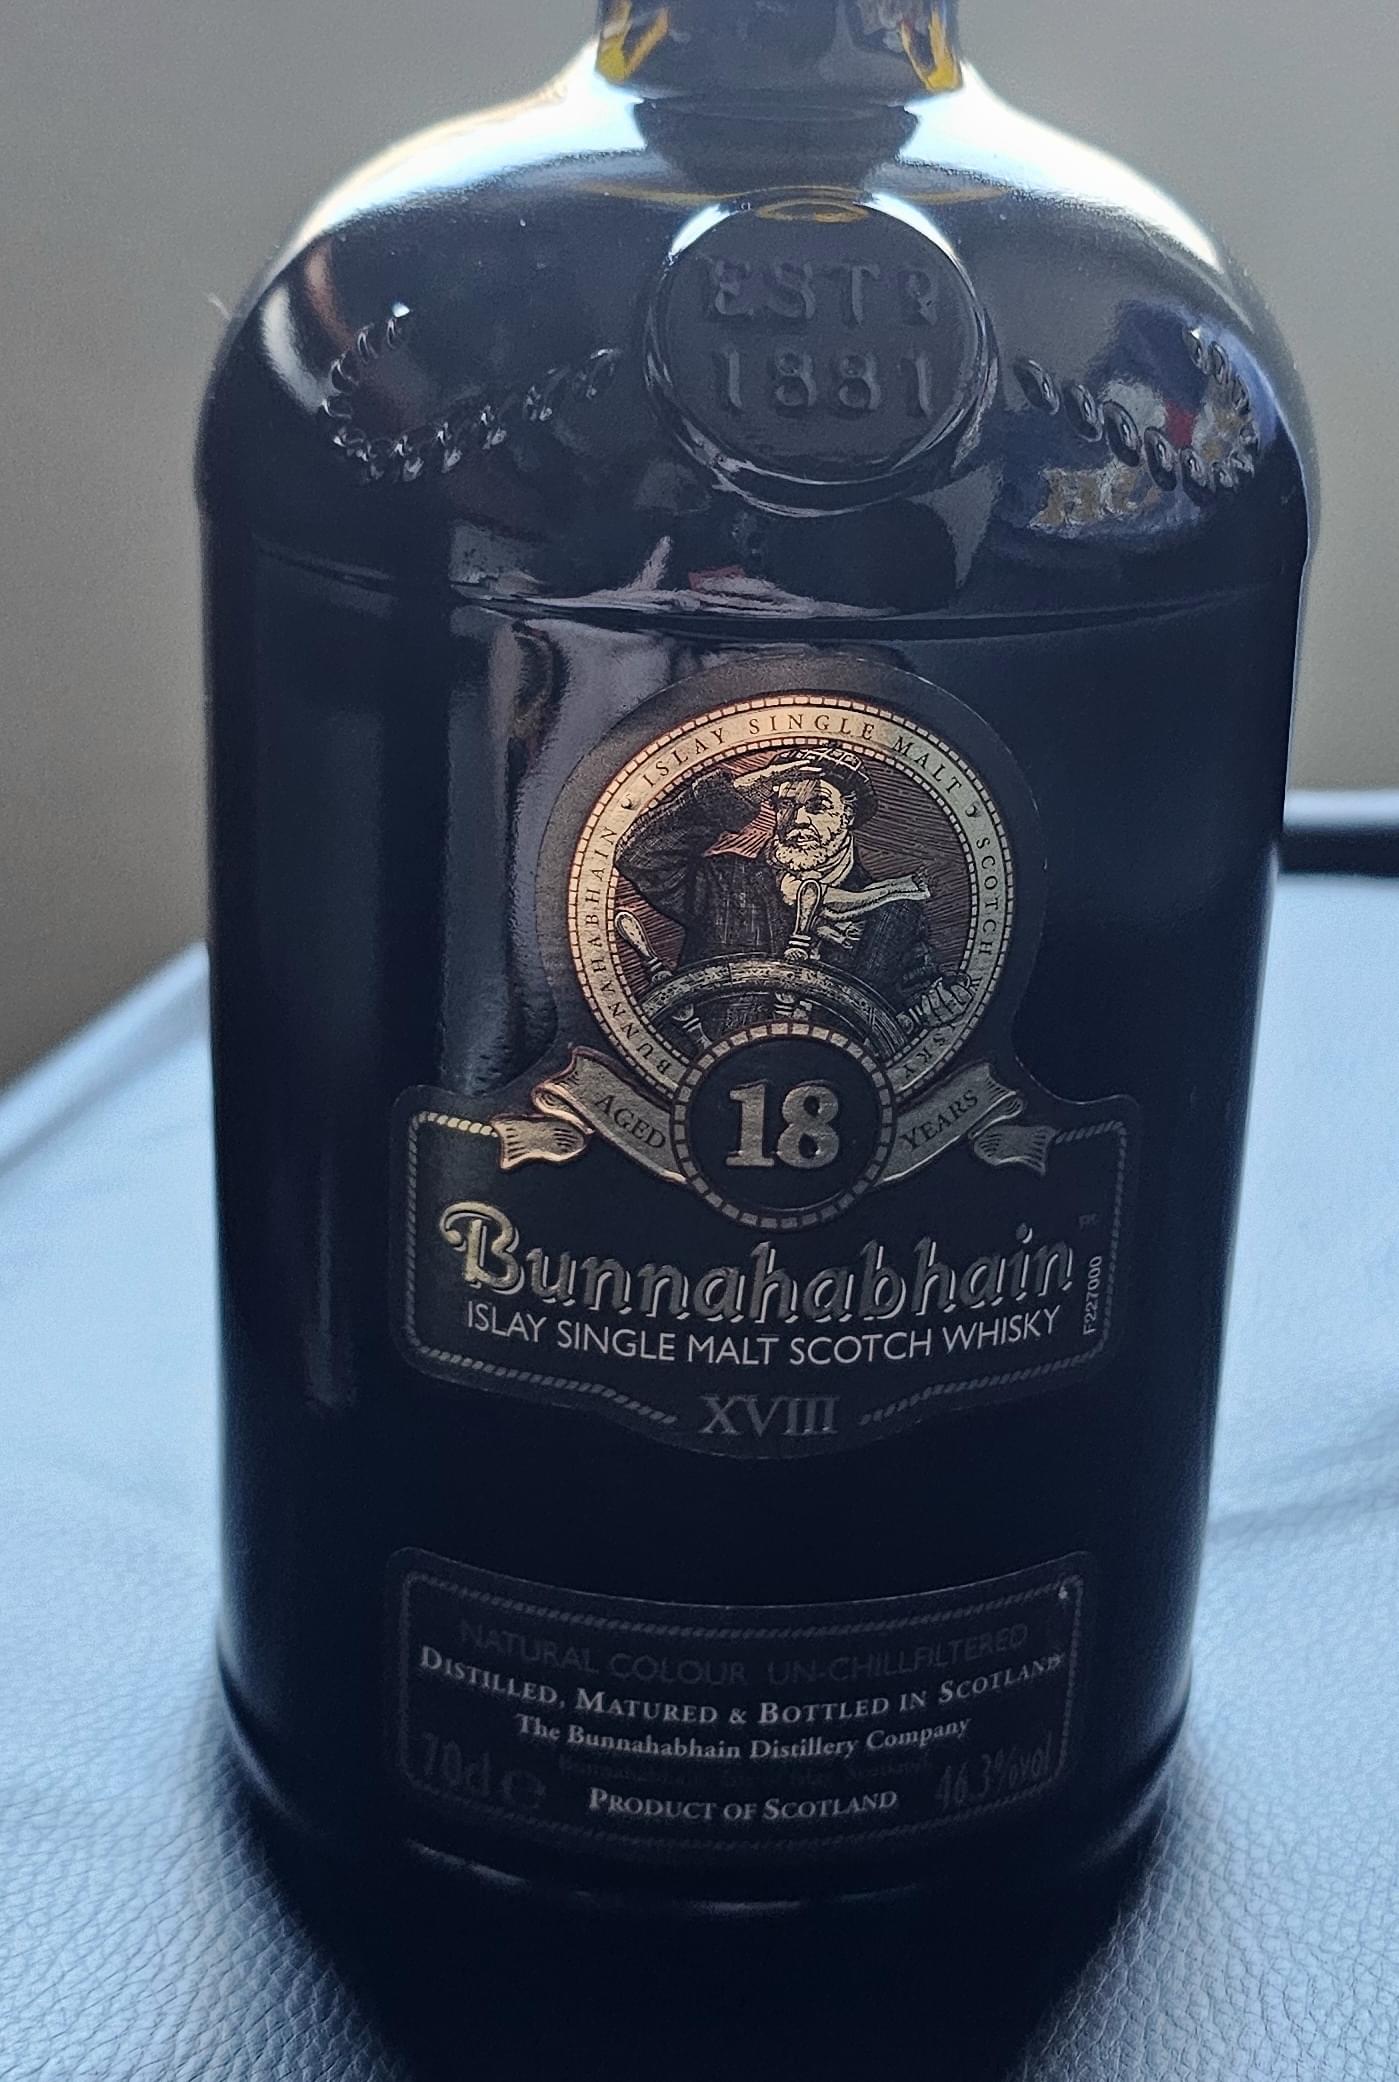 ESTD
1881
BUNNAHABHAIN ISLAY SINGLE MALT SCOTCH WHISKY
AGED 18 YEARS
Bunnahabhain
ISLAY SINGLE MALT SCOTCH WHISKY
F227000
XVIII
NATURAL COLOUR UN-CHILLFILTERED
DISTILLED, MATURED & BOTTLED IN SCOTLAND
The Bunnahabhain Distillery Company
70cl e
46.3%vol
PRODUCT OF SCOTLAND